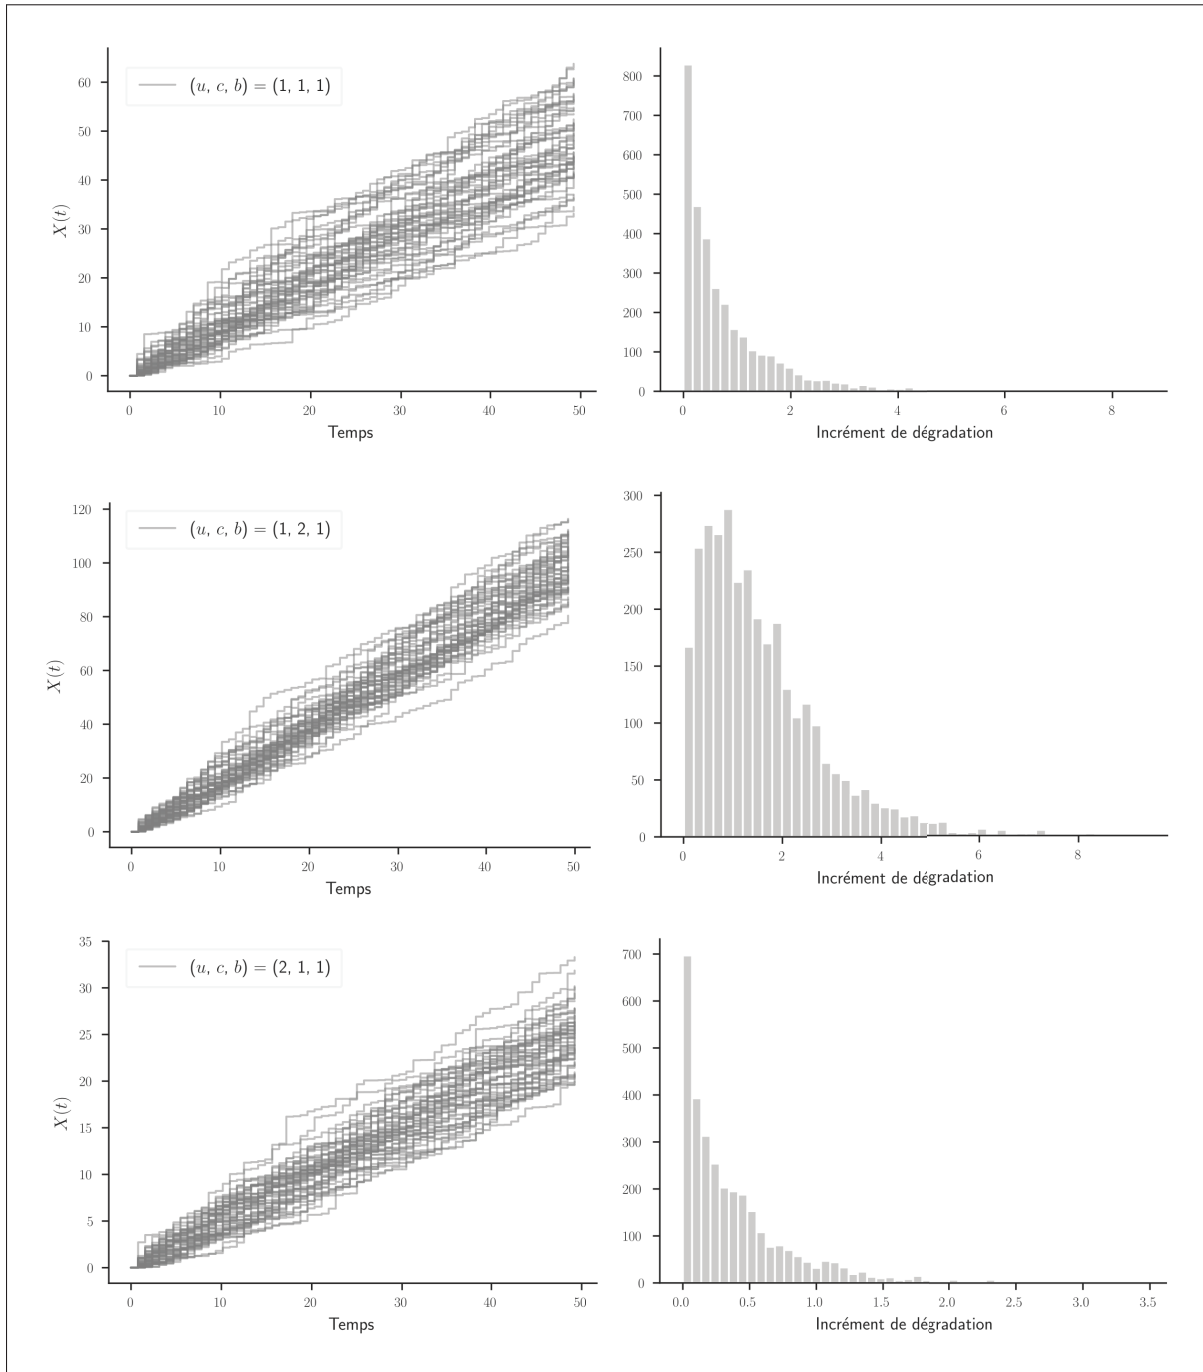 (u, c, b) = (1, 1, 1)
X(t)
60
50
40
30
20
10
0
0 10 20 30 40 50
Temps
800
700
600
500
400
300
200
100
0
0 2 4 6 8
Incrément de dégradation
(u, c, b) = (1, 2, 1)
X(t)
120
100
80
60
40
20
0
0 10 20 30 40 50
Temps
300
250
200
150
100
50
0
0 2 4 6 8
Incrément de dégradation
(u, c, b) = (2, 1, 1)
X(t)
35
30
25
20
15
10
5
0
0 10 20 30 40 50
Temps
700
600
500
400
300
200
100
0
0.0 0.5 1.0 1.5 2.0 2.5 3.0 3.5
Incrément de dégradation